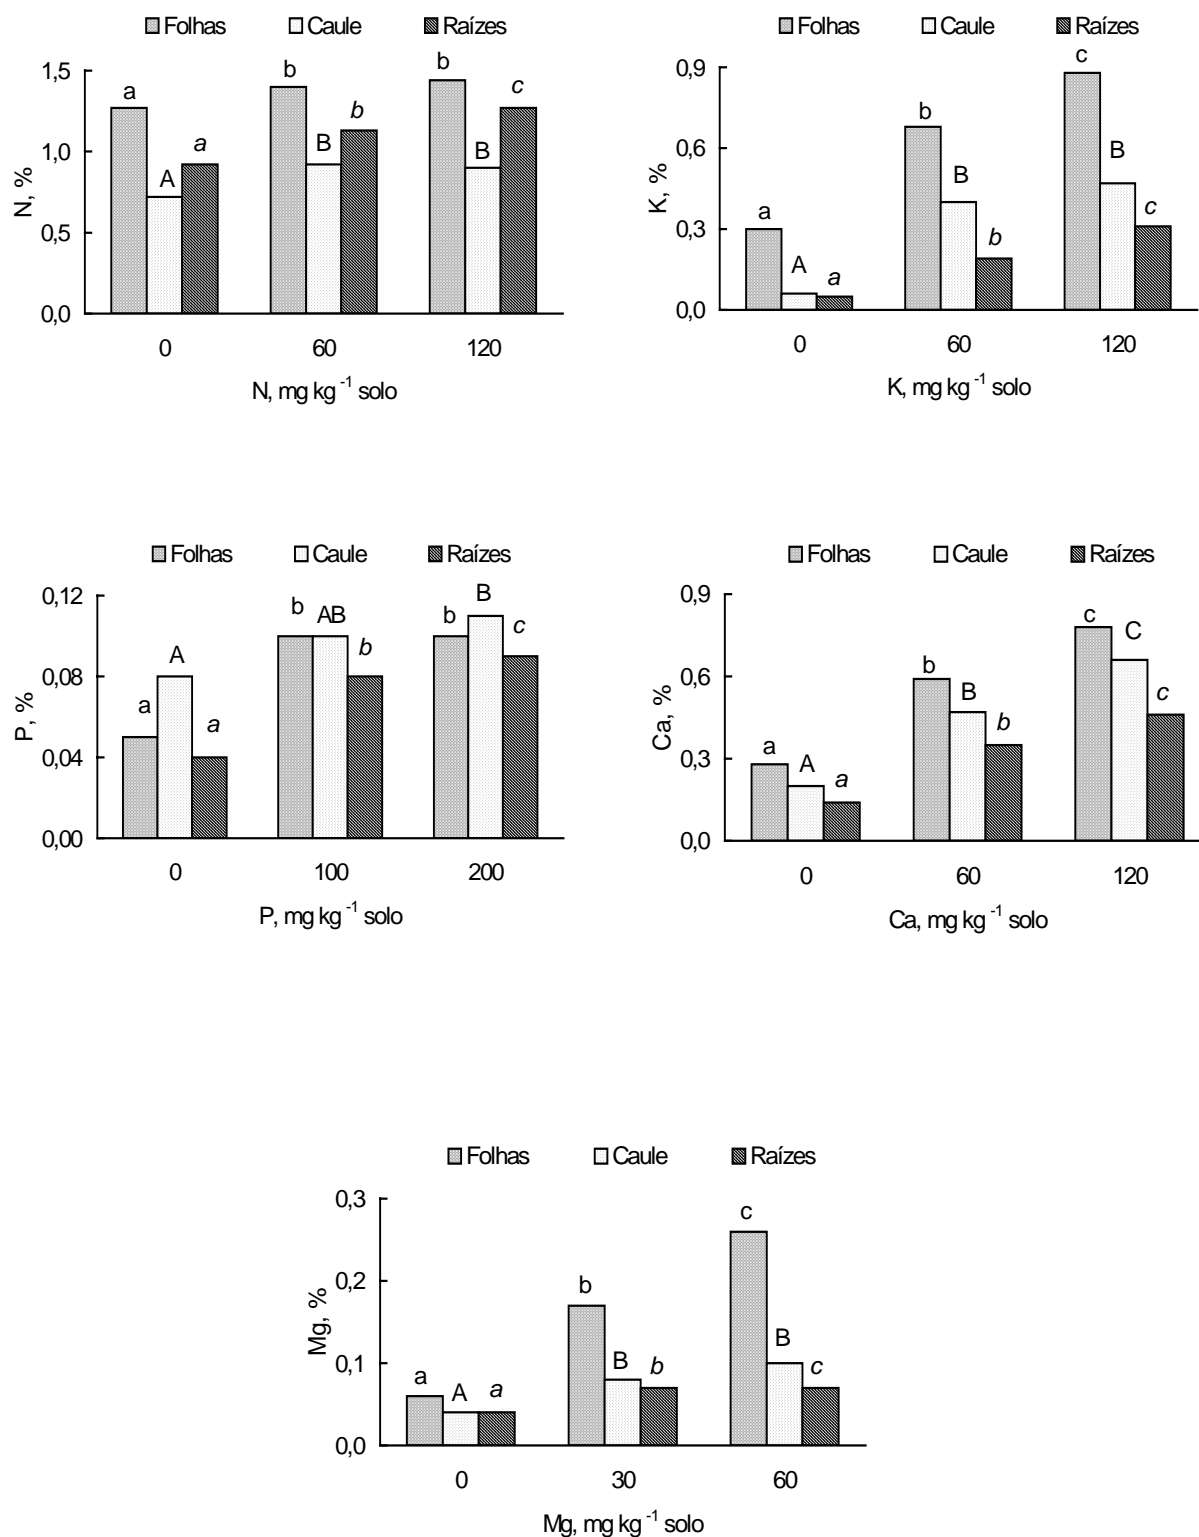 Folhas Caule Raízes
1,5
1,0
0,5
0,0
N, %
a A a
b B b
b B c
0 60 120
N, mg kg -1 solo
Folhas Caule Raízes
0,9
0,6
0,3
0,0
K, %
a A a
b B b
c B c
0 60 120
K, mg kg -1 solo
Folhas Caule Raízes
0,12
0,08
0,04
0,00
P, %
a A a
b AB b
b B c
0 100 200
P, mg kg -1 solo
Folhas Caule Raízes
0,9
0,6
0,3
0,0
Ca, %
a A a
b B b
c C c
0 60 120
Ca, mg kg -1 solo
Folhas Caule Raízes
0,3
0,2
0,1
0,0
Mg, %
a A a
b B b
c B c
0 30 60
Mg, mg kg -1 solo